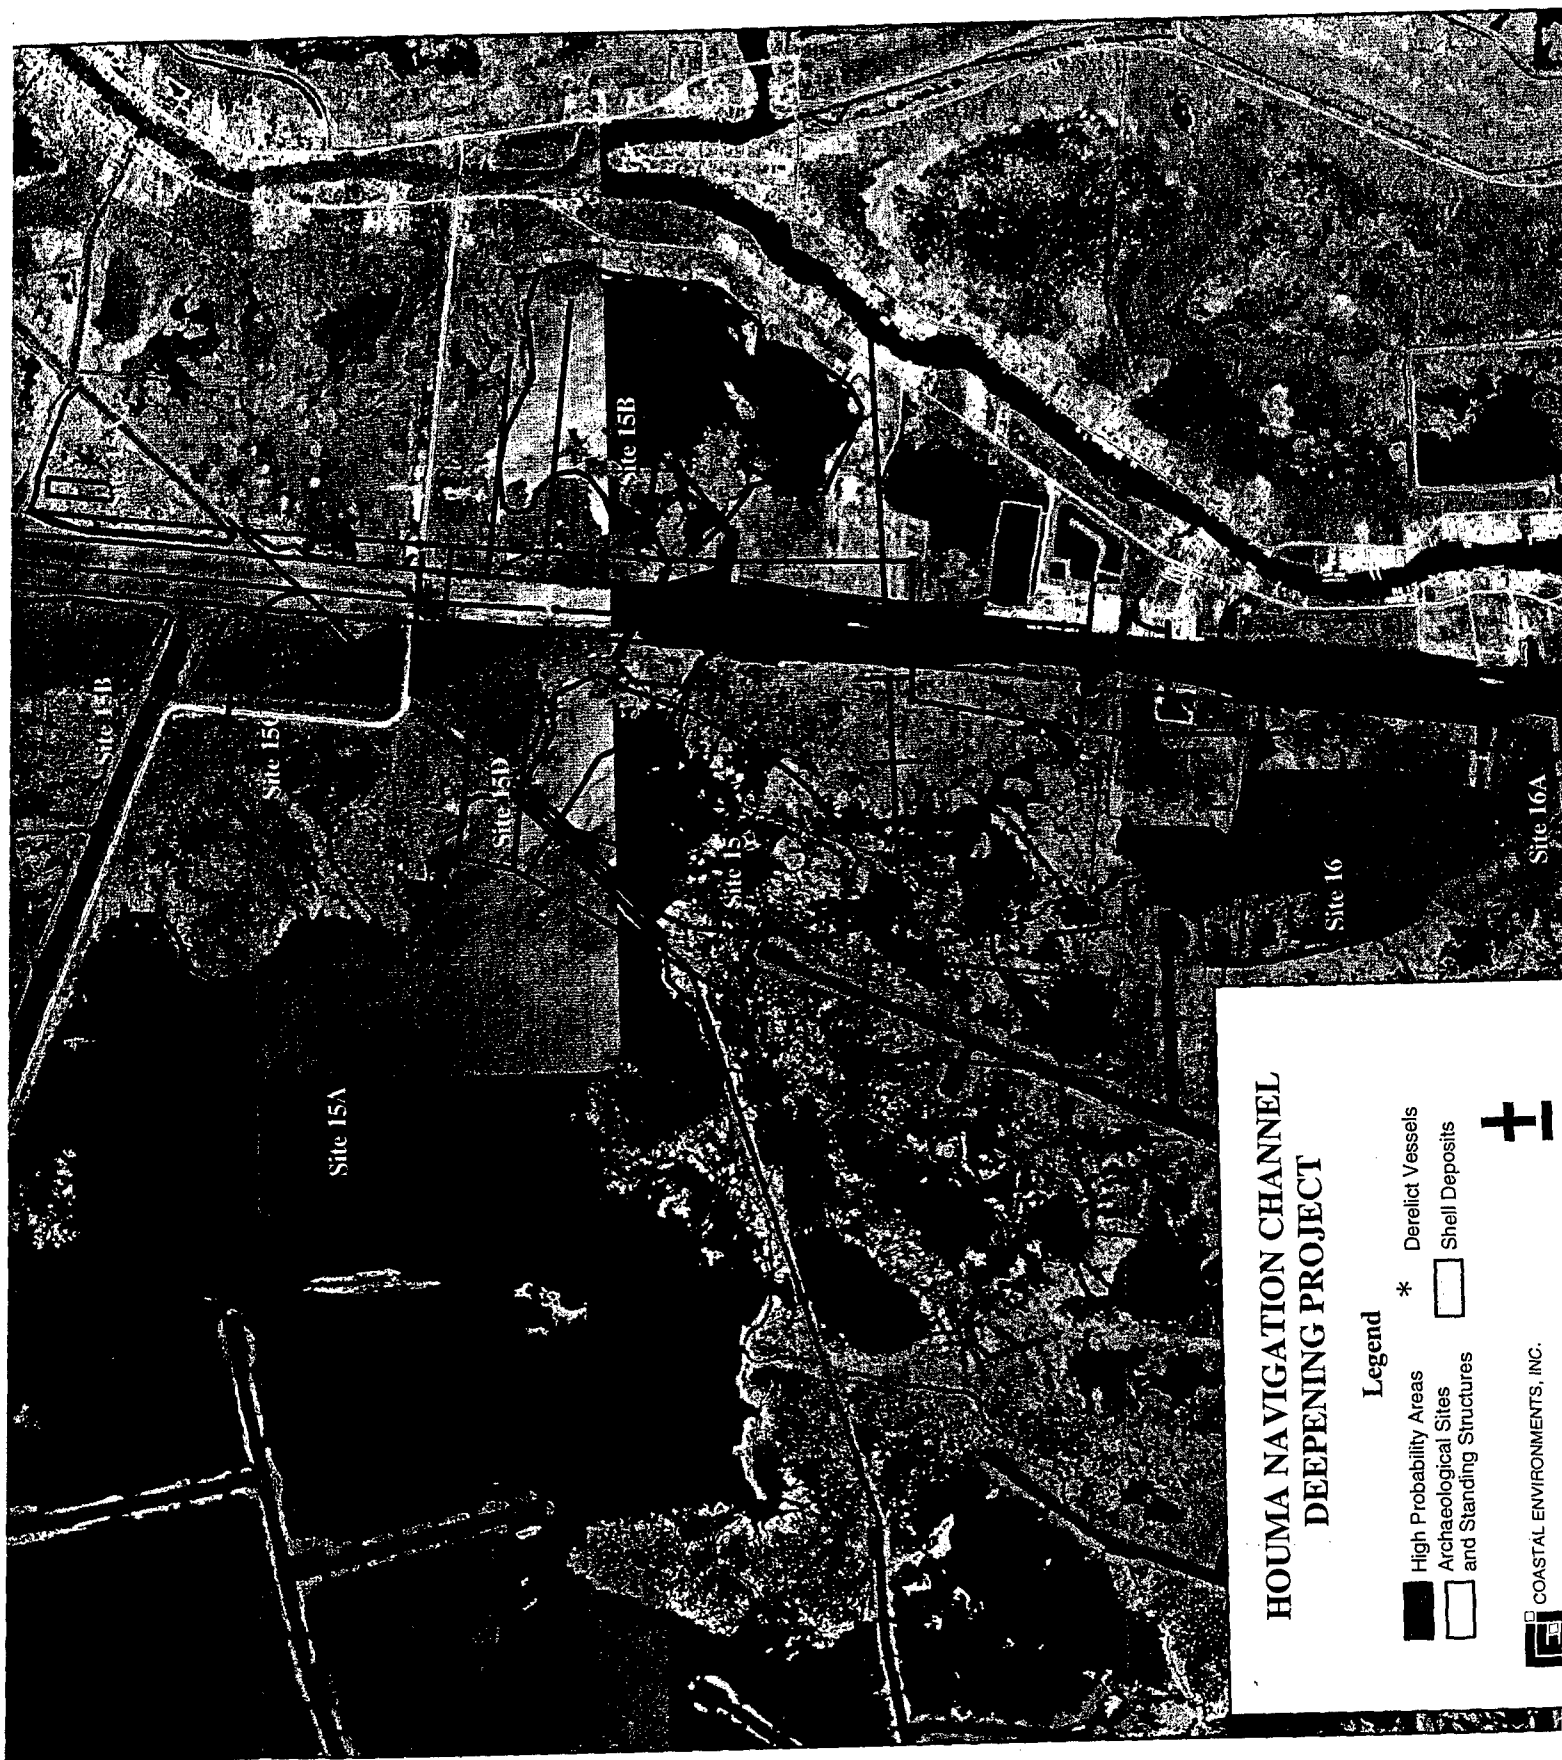 Site
Site 15C
Site 15A
Site 15D
Site 15B
Site 15
Site 16
Site 16A
HOUMA NAVIGATION CHANNEL
DEEPENING PROJECT
Legend
High Probability Areas
Archaeological Sites
and Standing Structures
* Derelict Vessels
Shell Deposits
COASTAL ENVIRONMENTS, INC.